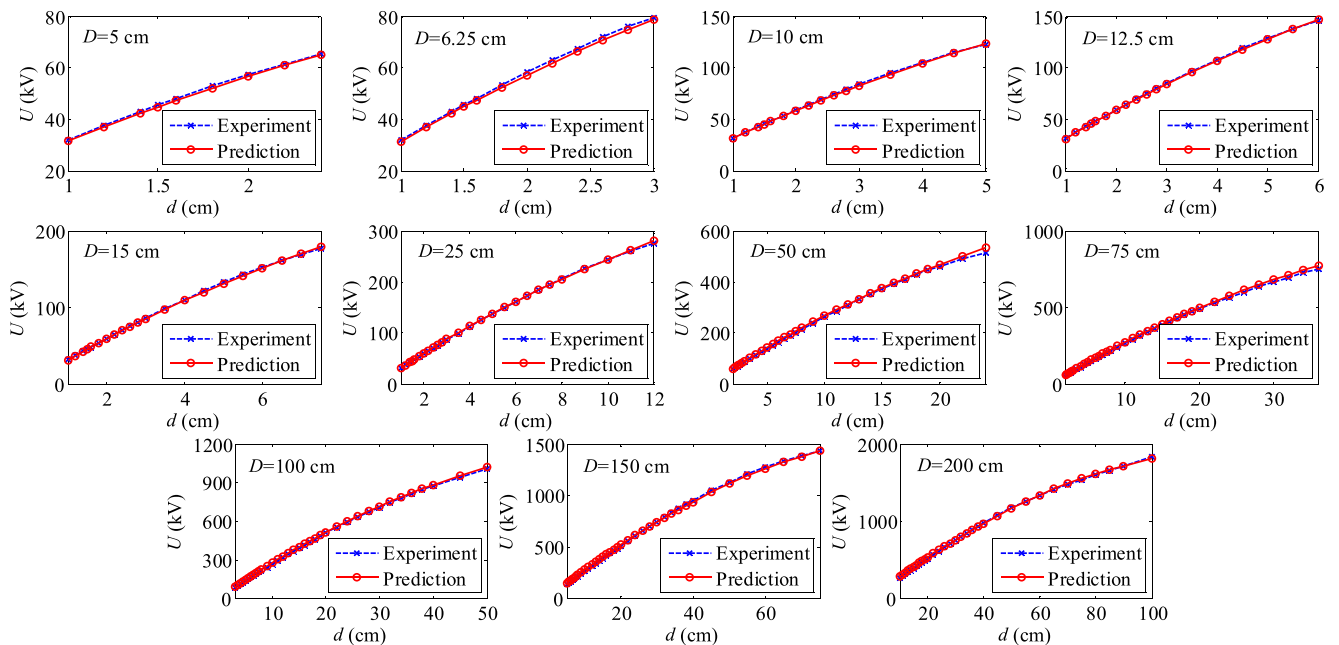 80
60
40
20
U (kV)
D=5 cm
Experiment
Prediction
1
1.5
2
d (cm)
80
60
40
20
U (kV)
D=6.25 cm
Experiment
Prediction
1
1.5
2
2.5
3
d (cm)
150
100
50
0
U (kV)
D=10 cm
Experiment
Prediction
1
2
3
4
5
d (cm)
150
100
50
0
U (kV)
D=12.5 cm
Experiment
Prediction
1
2
3
4
5
6
d (cm)
200
100
0
U (kV)
D=15 cm
Experiment
Prediction
2
4
6
d (cm)
300
200
100
0
U (kV)
D=25 cm
Experiment
Prediction
2
4
6
8
10
12
d (cm)
600
400
200
0
U (kV)
D=50 cm
Experiment
Prediction
5
10
15
20
d (cm)
1000
500
0
U (kV)
D=75 cm
Experiment
Prediction
10
20
30
d (cm)
1200
900
600
300
0
U (kV)
D=100 cm
Experiment
Prediction
10
20
30
40
50
d (cm)
1500
1000
500
0
U (kV)
D=150 cm
Experiment
Prediction
20
40
60
d (cm)
2000
1000
0
U (kV)
D=200 cm
Experiment
Prediction
20
40
60
80
100
d (cm)